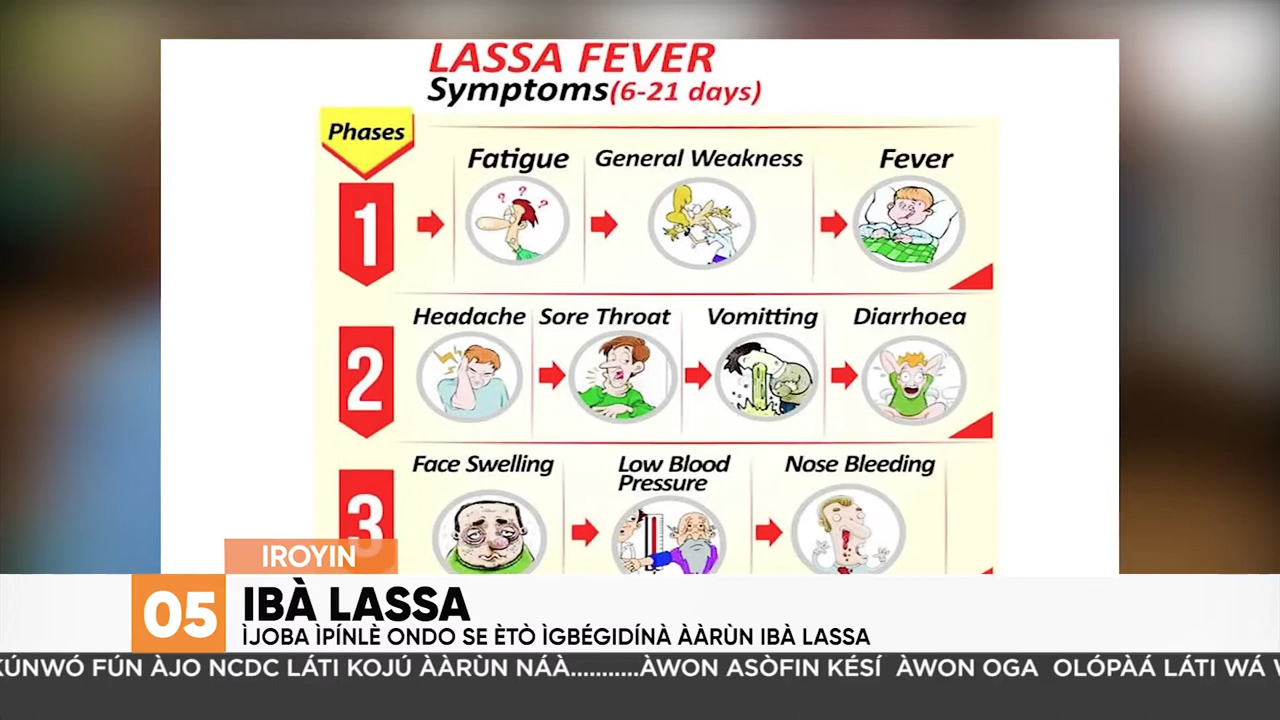 LASSA FEVER
Symptoms(6-21 days)
Phases
1
Fatigue
General Weakness
Fever
2
Headache
Sore Throat
Vomitting
Diarrhoea
3
Face Swelling
Low Blood
Pressure
Nose Bleeding
IROYIN
05
IBÀ LASSA
ÌJOBA ÌPÍNLÈ ONDO SE ÈTÒ ÌGBÉGIDÍNÀ ÀÀRÙN IBÀ LASSA
KÚNWÓ FÚN ÀJO NCDC LÁTI KOJÚ ÀÀRÙN NÁÀ...........ÀWON ASÒFIN KÉSÍ ÀWON OGA OLÓPÀÁ LÁTI WÁ